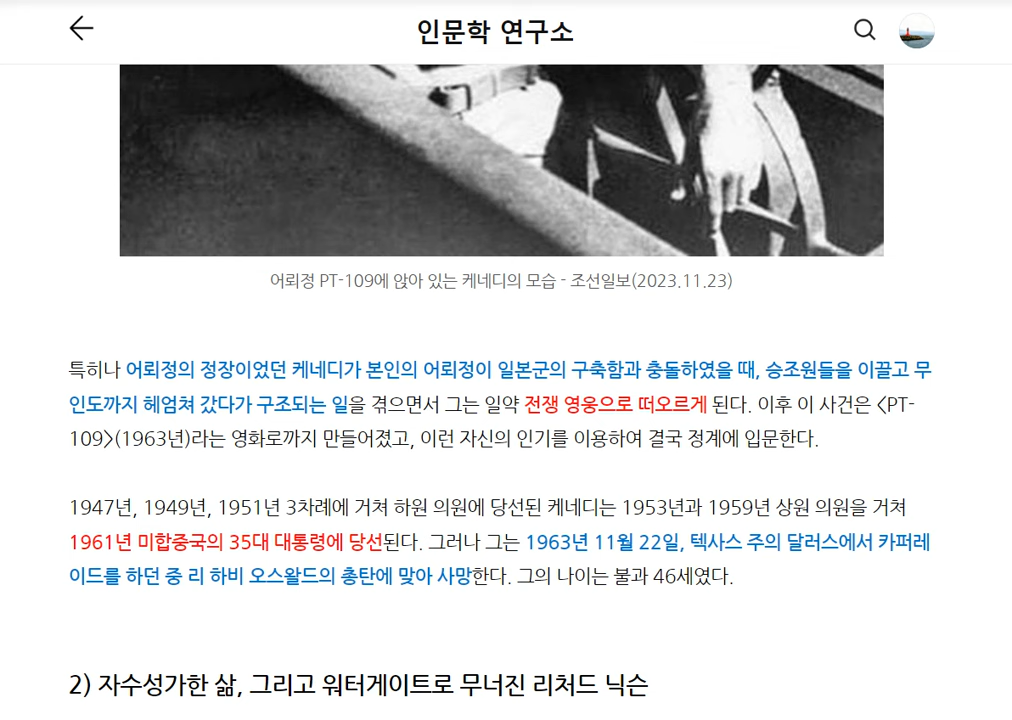 인문학 연구소
어뢰정 PT-109에 앉아 있는 케네디의 모습 - 조선일보(2023.11.23)
특히나 어뢰정의 정장이었던 케네디가 본인의 어뢰정이 일본군의 구축함과 충돌하였을 때, 승조원들을 이끌고 무
인도까지 헤엄쳐 갔다가 구조되는 일을 겪으면서 그는 일약 전쟁 영웅으로 떠오르게 된다. 이후 이 사건은 <PT-
109>(1963년)라는 영화로까지 만들어졌고, 이런 자신의 인기를 이용하여 결국 정계에 입문한다.
1947년, 1949년, 1951년 3차례에 거쳐 하원 의원에 당선된 케네디는 1953년과 1959년 상원 의원을 거쳐
1961년 미합중국의 35대 대통령에 당선된다. 그러나 그는 1963년 11월 22일, 텍사스 주의 달러스에서 카퍼레
이드를 하던 중 리 하비 오스왈드의 총탄에 맞아 사망한다. 그의 나이는 불과 46세였다.
2) 자수성가한 삶, 그리고 워터게이트로 무너진 리처드 닉슨